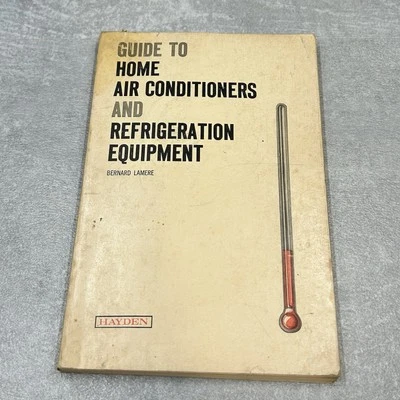 GUIDE TO
HOME
AIR CONDITIONERS
AND
REFRIGERATION
EQUIPMENT
BERNARD LAMERE
HAYDEN